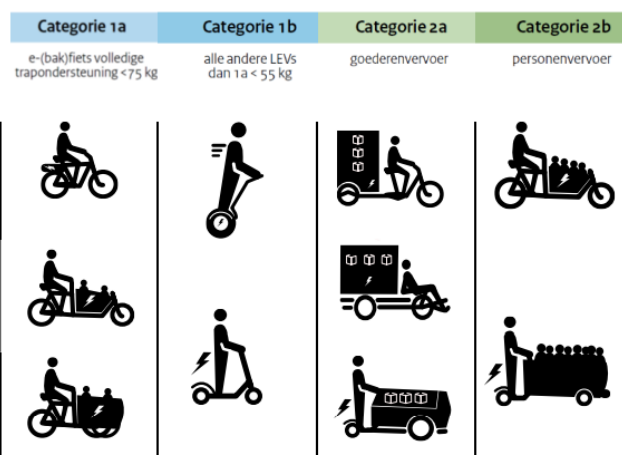 Categorie 1a
Categorie 1b
Categorie 2a
Categorie 2b
e-(bak)fiets volledige
trapondersteuning <75 kg
alle andere LEVs
dan 1a < 55 kg
goederenvervoer
personenvervoer